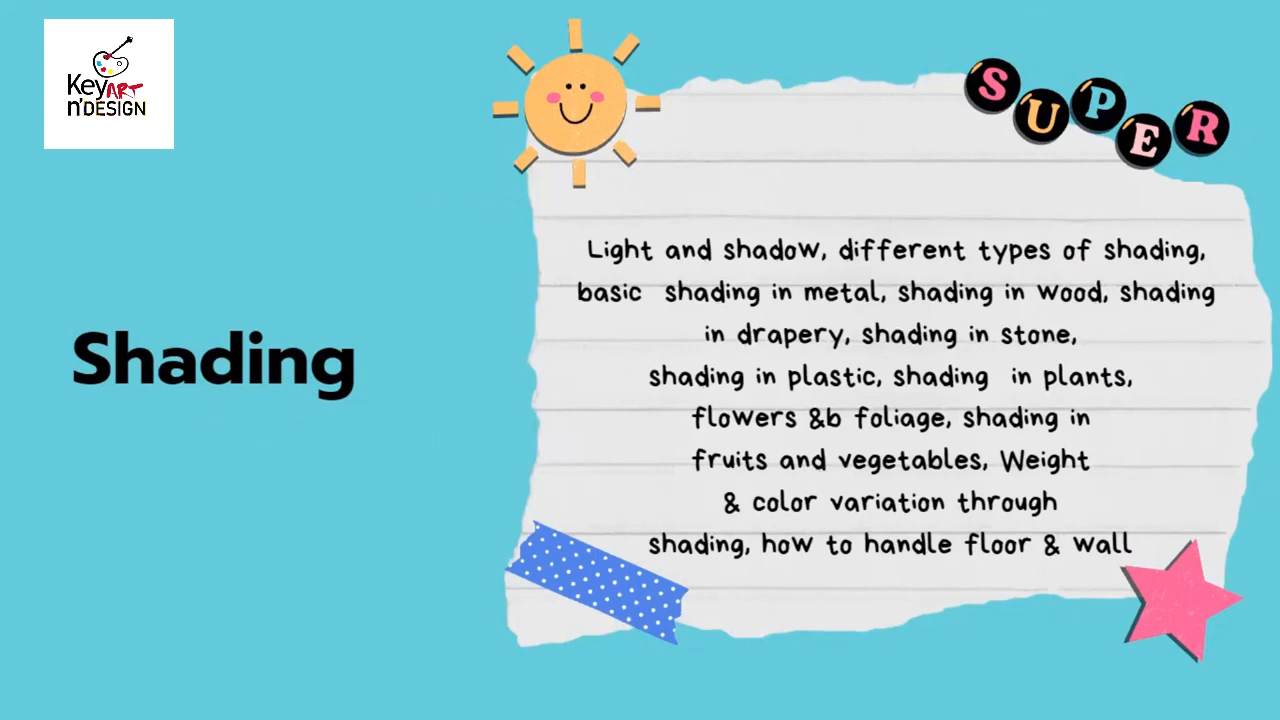 Key ART
n'DESIGN
SUPER
Shading
Light and shadow, different types of shading,
basic shading in metal, shading in wood, shading
in drapery, shading in stone,
shading in plastic, shading in plants,
flowers &b foliage, shading in
fruits and vegetables, Weight
& color variation through
shading, how to handle floor & wall